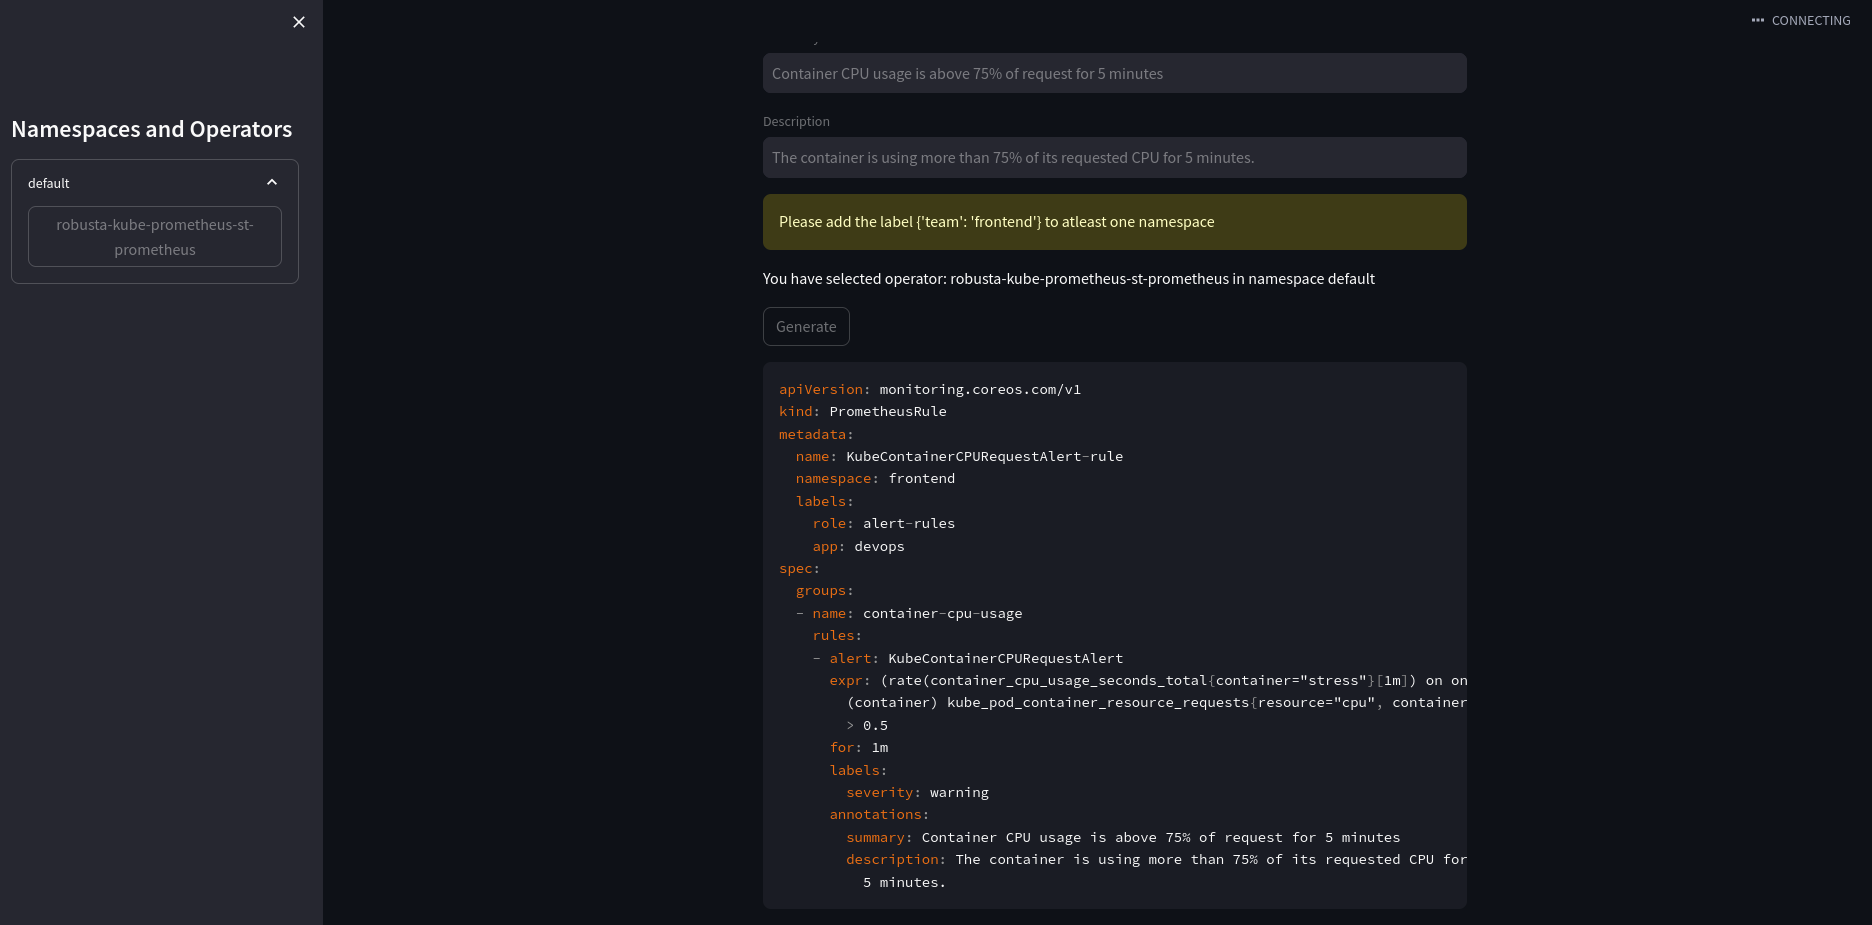 CONNECTING
Namespaces and Operators
default
robusta-kube-prometheus-st-
prometheus
Container CPU usage is above 75% of request for 5 minutes
Description
The container is using more than 75% of its requested CPU for 5 minutes.
Please add the label {'team': 'frontend'} to atleast one namespace
You have selected operator: robusta-kube-prometheus-st-prometheus in namespace default
Generate
apiVersion: monitoring.coreos.com/v1
kind: PrometheusRule
metadata:
  name: KubeContainerCPURequestAlert-rule
  namespace: frontend
  labels:
    role: alert-rules
    app: devops
spec:
  groups:
  - name: container-cpu-usage
    rules:
    - alert: KubeContainerCPURequestAlert
      expr: (rate(container_cpu_usage_seconds_total{container="stress"}[1m]) on on
        (container) kube_pod_container_resource_requests{resource="cpu", container
        > 0.5
      for: 1m
      labels:
        severity: warning
      annotations:
        summary: Container CPU usage is above 75% of request for 5 minutes
        description: The container is using more than 75% of its requested CPU for
          5 minutes.